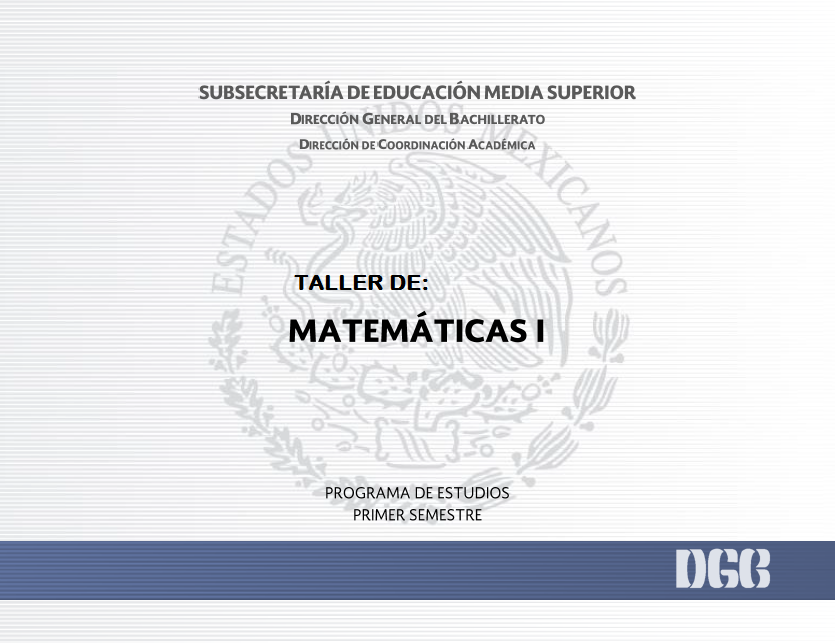 SUBSECRETARÍA DE EDUCACIÓN MEDIA SUPERIOR
DIRECCIÓN GENERAL DEL BACHILLERATO
DIRECCIÓN DE COORDINACIÓN ACADÉMICA
ESTADOS UNIDOS MEXICANOS
TALLER DE:
MATEMÁTICAS I
PROGRAMA DE ESTUDIOS
PRIMER SEMESTRE
DGB